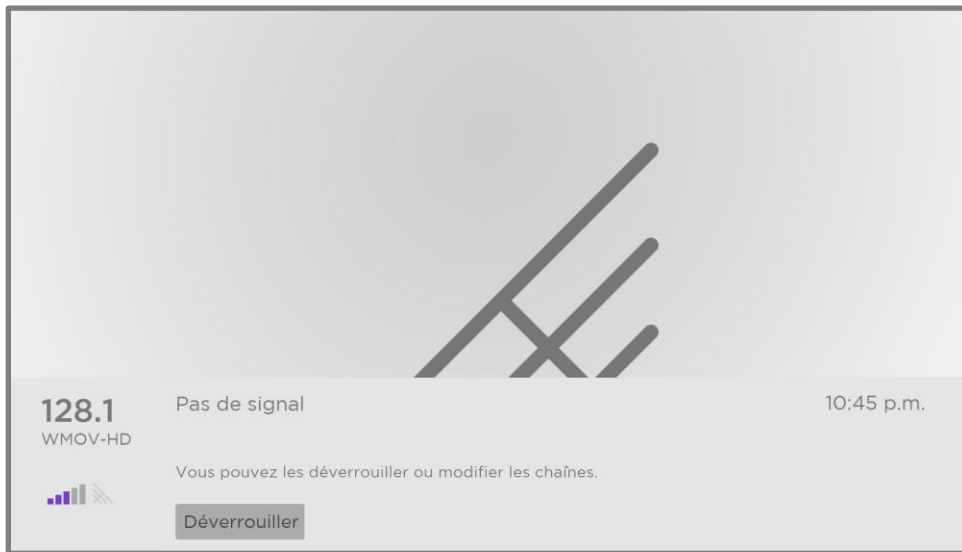 128.1
WMOV-HD
Pas de signal
10:45 p.m.
Vous pouvez les déverrouiller ou modifier les chaînes.
Déverrouiller